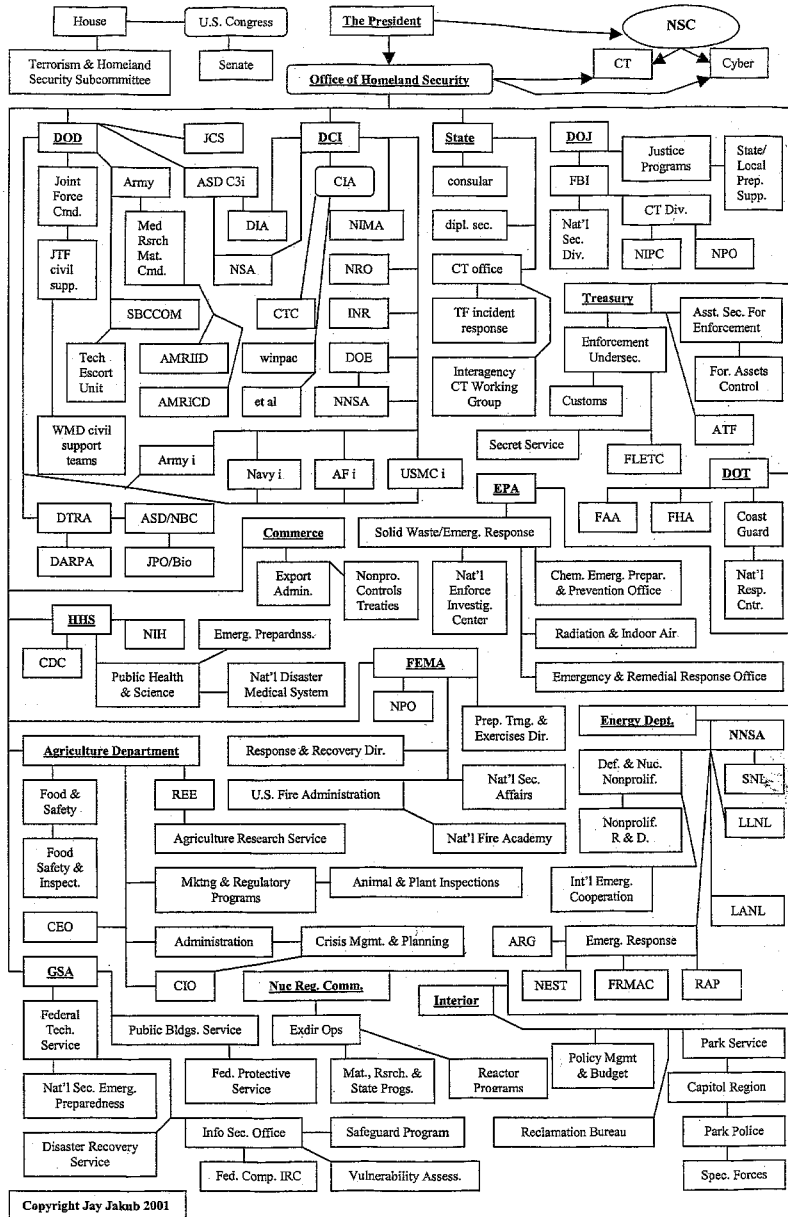 House
U.S. Congress
The President
NSC
Terrorism & Homeland
Security Subcommittee
Senate
Office of Homeland Security
CT
Cyber
DOD
JCS
DCI
State
DOJ
Justice
Programs
State/
Local
Prep.
Supp.
Joint
Force
Cmd.
Army
ASD C3i
CIA
consular
FBI
Med
Rsrch
Mat.
Cmd.
DIA
NIMA
dipl. sec.
Nat'l
Sec.
Div.
CT Div.
JTF
civil
supp.
NSA
NRO
CT office
NIPC
NPO
SBCCOM
CTC
INR
TF incident
response
Treasury
Asst. Sec. For
Enforcement
Tech
Escort
Unit
AMRIID
winpac
DOE
Interagency
CT Working
Group
Enforcement
Undersec.
For. Assets
Control
AMRICD
et al
NNSA
Customs
WMD civil
support
teams
Army i
Navy i
AF i
USMC i
Secret Service
FLETC
ATF
EPA
DOT
DTRA
ASD/NBC
Commerce
Solid Waste/Emerg. Response
FAA
FHA
Coast
Guard
DARPA
JPO/Bio
Export
Admin.
Nonpro.
Controls
Treaties
Nat'l
Enforce
Investig.
Center
Chem. Emerg. Prepar.
& Prevention Office
Nat'l
Resp.
Cntr.
HHS
NIH
Emerg. Prepardnss.
Radiation & Indoor Air
CDC
Public Health
& Science
Nat'l Disaster
Medical System
FEMA
Emergency & Remedial Response Office
NPO
Prep. Trng. &
Exercises Dir.
Energy Dept.
NNSA
Agriculture Department
Response & Recovery Dir.
Def. & Nuc.
Nonprolif.
SNL
Food &
Safety
REE
U.S. Fire Administration
Nat'l Sec.
Affairs
Nonprolif.
R & D.
LLNL
Agriculture Research Service
Nat'l Fire Academy
Food
Safety &
Inspect.
Mktng & Regulatory
Programs
Animal & Plant Inspections
Int'l Emerg.
Cooperation
LANL
CEO
Administration
Crisis Mgmt. & Planning
ARG
Emerg. Response
GSA
CIO
Nuc Reg. Comm.
NEST
FRMAC
RAP
Interior
Federal
Tech.
Service
Public Bldgs. Service
Exdir Ops
Policy Mgmt
& Budget
Park Service
Nat'l Sec. Emerg.
Preparedness
Fed. Protective
Service
Mat., Rsrch. &
State Progs.
Reactor
Programs
Capitol Region
Disaster Recovery
Service
Info Sec. Office
Safeguard Program
Reclamation Bureau
Park Police
Fed. Comp. IRC
Vulnerability Assess.
Spec. Forces
Copyright Jay Jakub 2001